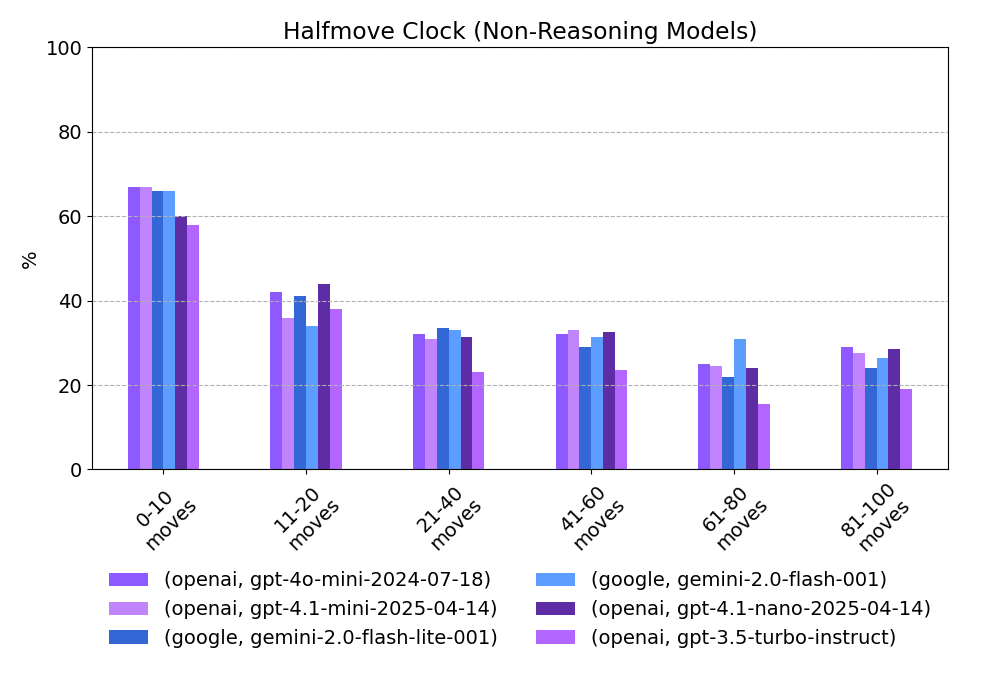 Halfmove Clock (Non-Reasoning Models)
100
80
60
40
20
0
%
0-10
moves
11-20
moves
21-40
moves
41-60
moves
61-80
moves
81-100
moves
(openai, gpt-4o-mini-2024-07-18)
(openai, gpt-4.1-mini-2025-04-14)
(google, gemini-2.0-flash-lite-001)
(google, gemini-2.0-flash-001)
(openai, gpt-4.1-nano-2025-04-14)
(openai, gpt-3.5-turbo-instruct)